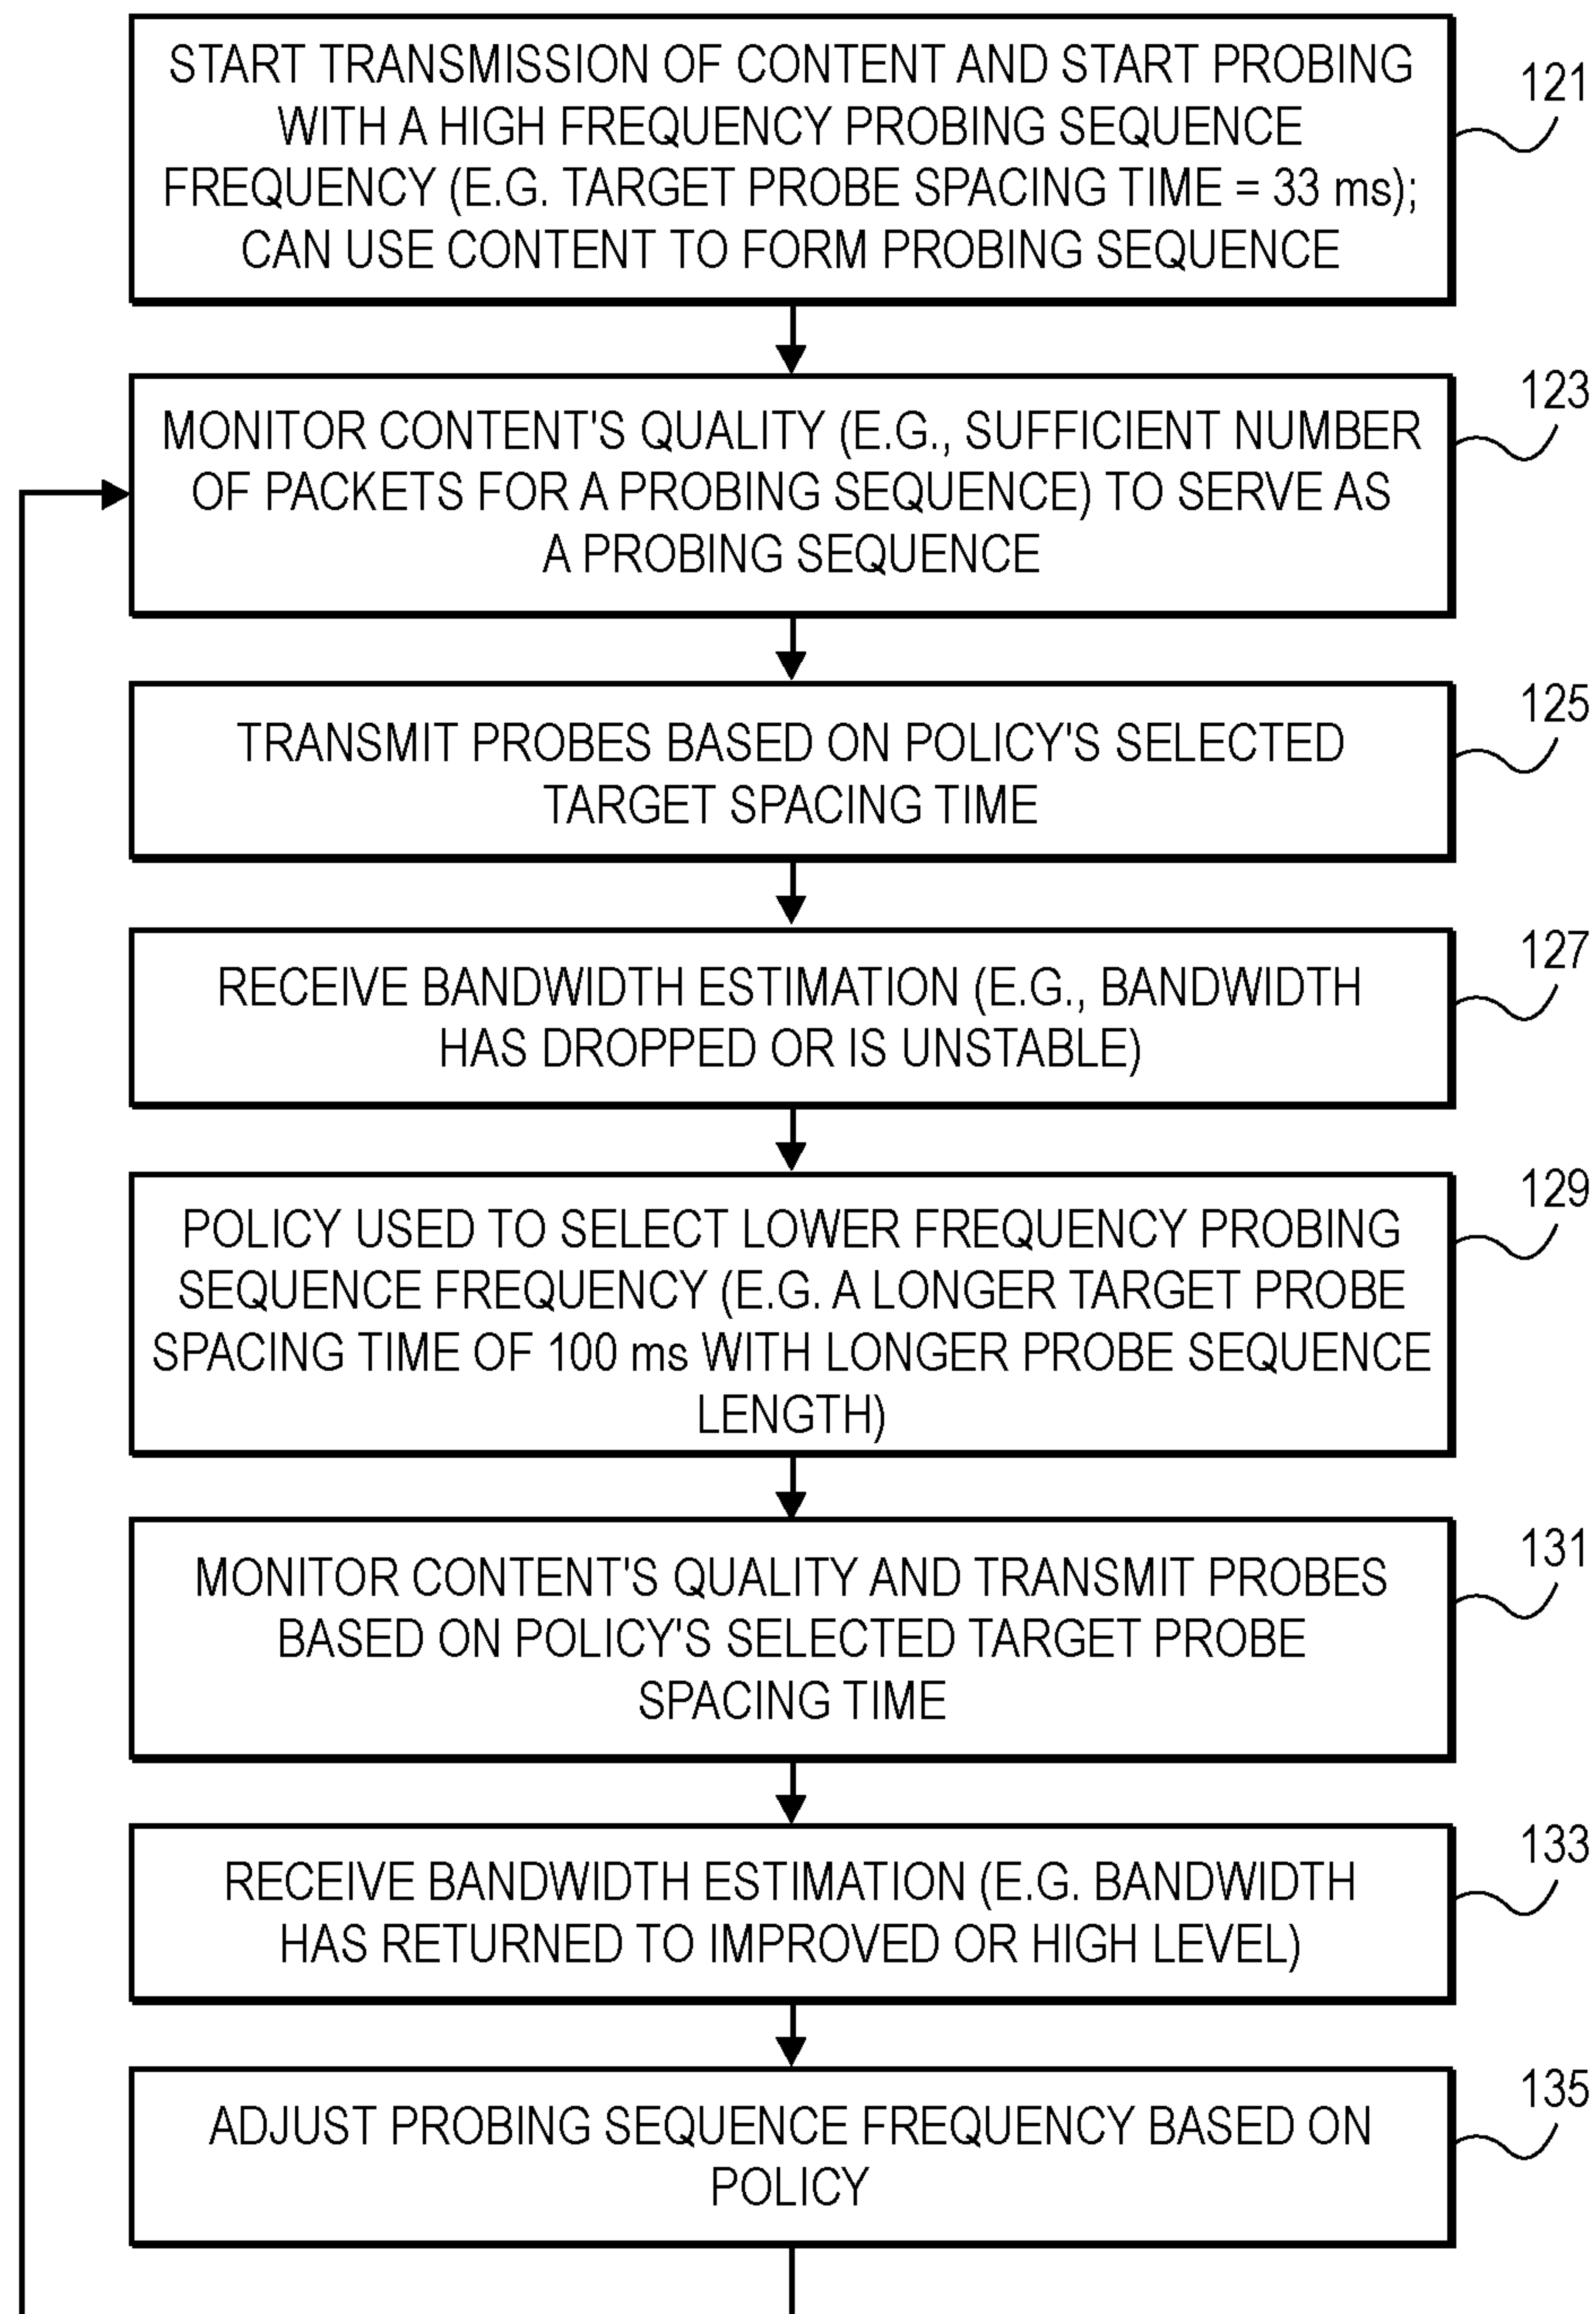 START TRANSMISSION OF CONTENT AND START PROBING
WITH A HIGH FREQUENCY PROBING SEQUENCE
FREQUENCY (E.G. TARGET PROBE SPACING TIME = 33 ms);
CAN USE CONTENT TO FORM PROBING SEQUENCE
121
MONITOR CONTENT'S QUALITY (E.G., SUFFICIENT NUMBER
OF PACKETS FOR A PROBING SEQUENCE) TO SERVE AS
A PROBING SEQUENCE
123
TRANSMIT PROBES BASED ON POLICY'S SELECTED
TARGET SPACING TIME
125
RECEIVE BANDWIDTH ESTIMATION (E.G., BANDWIDTH
HAS DROPPED OR IS UNSTABLE)
127
POLICY USED TO SELECT LOWER FREQUENCY PROBING
SEQUENCE FREQUENCY (E.G. A LONGER TARGET PROBE
SPACING TIME OF 100 ms WITH LONGER PROBE SEQUENCE
LENGTH)
129
MONITOR CONTENT'S QUALITY AND TRANSMIT PROBES
BASED ON POLICY'S SELECTED TARGET PROBE
SPACING TIME
131
RECEIVE BANDWIDTH ESTIMATION (E.G. BANDWIDTH
HAS RETURNED TO IMPROVED OR HIGH LEVEL)
133
ADJUST PROBING SEQUENCE FREQUENCY BASED ON
POLICY
135